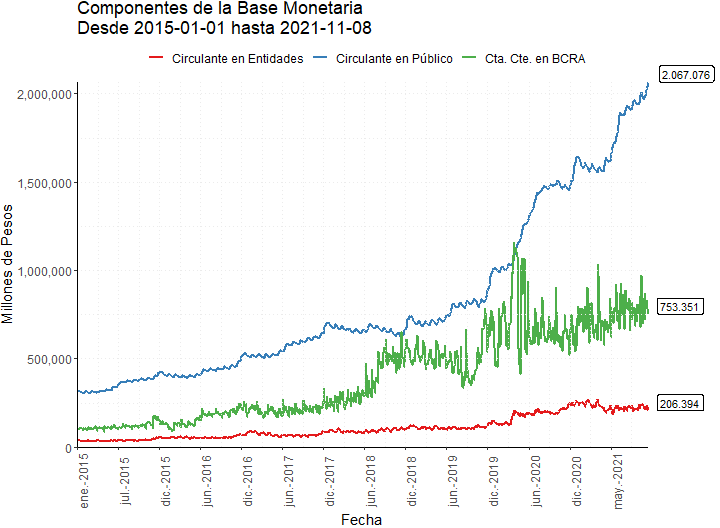 Componentes de la Base Monetaria
Desde 2015-01-01 hasta 2021-11-08
Circulante en Entidades
Circulante en Público
Cta. Cte. en BCRA
Millones de Pesos
2,000,000
1,500,000
1,000,000
500,000
0
2.067.076
753.351
206.394
ene.-2015
jul.-2015
dic.-2015
jun.-2016
dic.-2016
jun.-2017
dic.-2017
jun.-2018
dic.-2018
jun.-2019
dic.-2019
jun.-2020
dic.-2020
may.-2021
Fecha